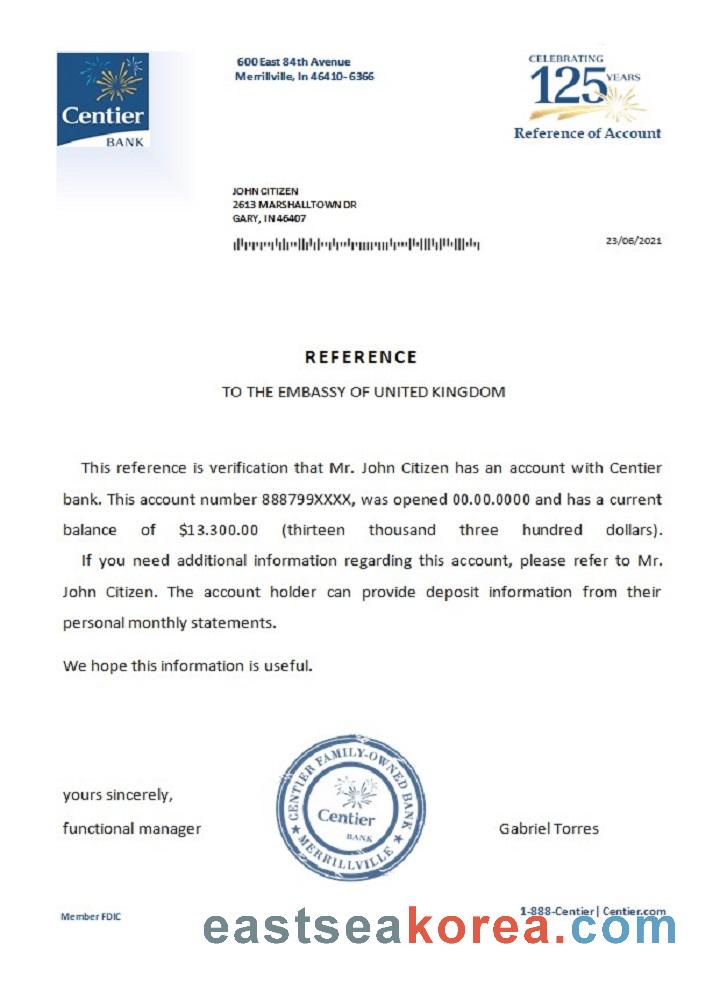 600 East 84th Avenue
Merrillville, In 46410-6366
CELEBRATING
125 YEARS
Reference of Account
Centier
BANK
JOHN CITIZEN
2613 MARSHALLTOWN DR
GARY, IN 46407
23/06/2021
REFERENCE
TO THE EMBASSY OF UNITED KINGDOM
This reference is verification that Mr. John Citizen has an account with Centier
bank. This account number 888799XXXX, was opened 00.00.0000 and has a current
balance of $13.300.00 (thirteen thousand three hundred dollars).
If you need additional information regarding this account, please refer to Mr.
John Citizen. The account holder can provide deposit information from their
personal monthly statements.
We hope this information is useful.
CENTIER FAMILY-OWNED BANK
Centier
BANK
★ MERRILLVILLE ★
yours sincerely,
functional manager
Gabriel Torres
Member FDIC
1-888-Centier | Centier.com
eastseakorea.com